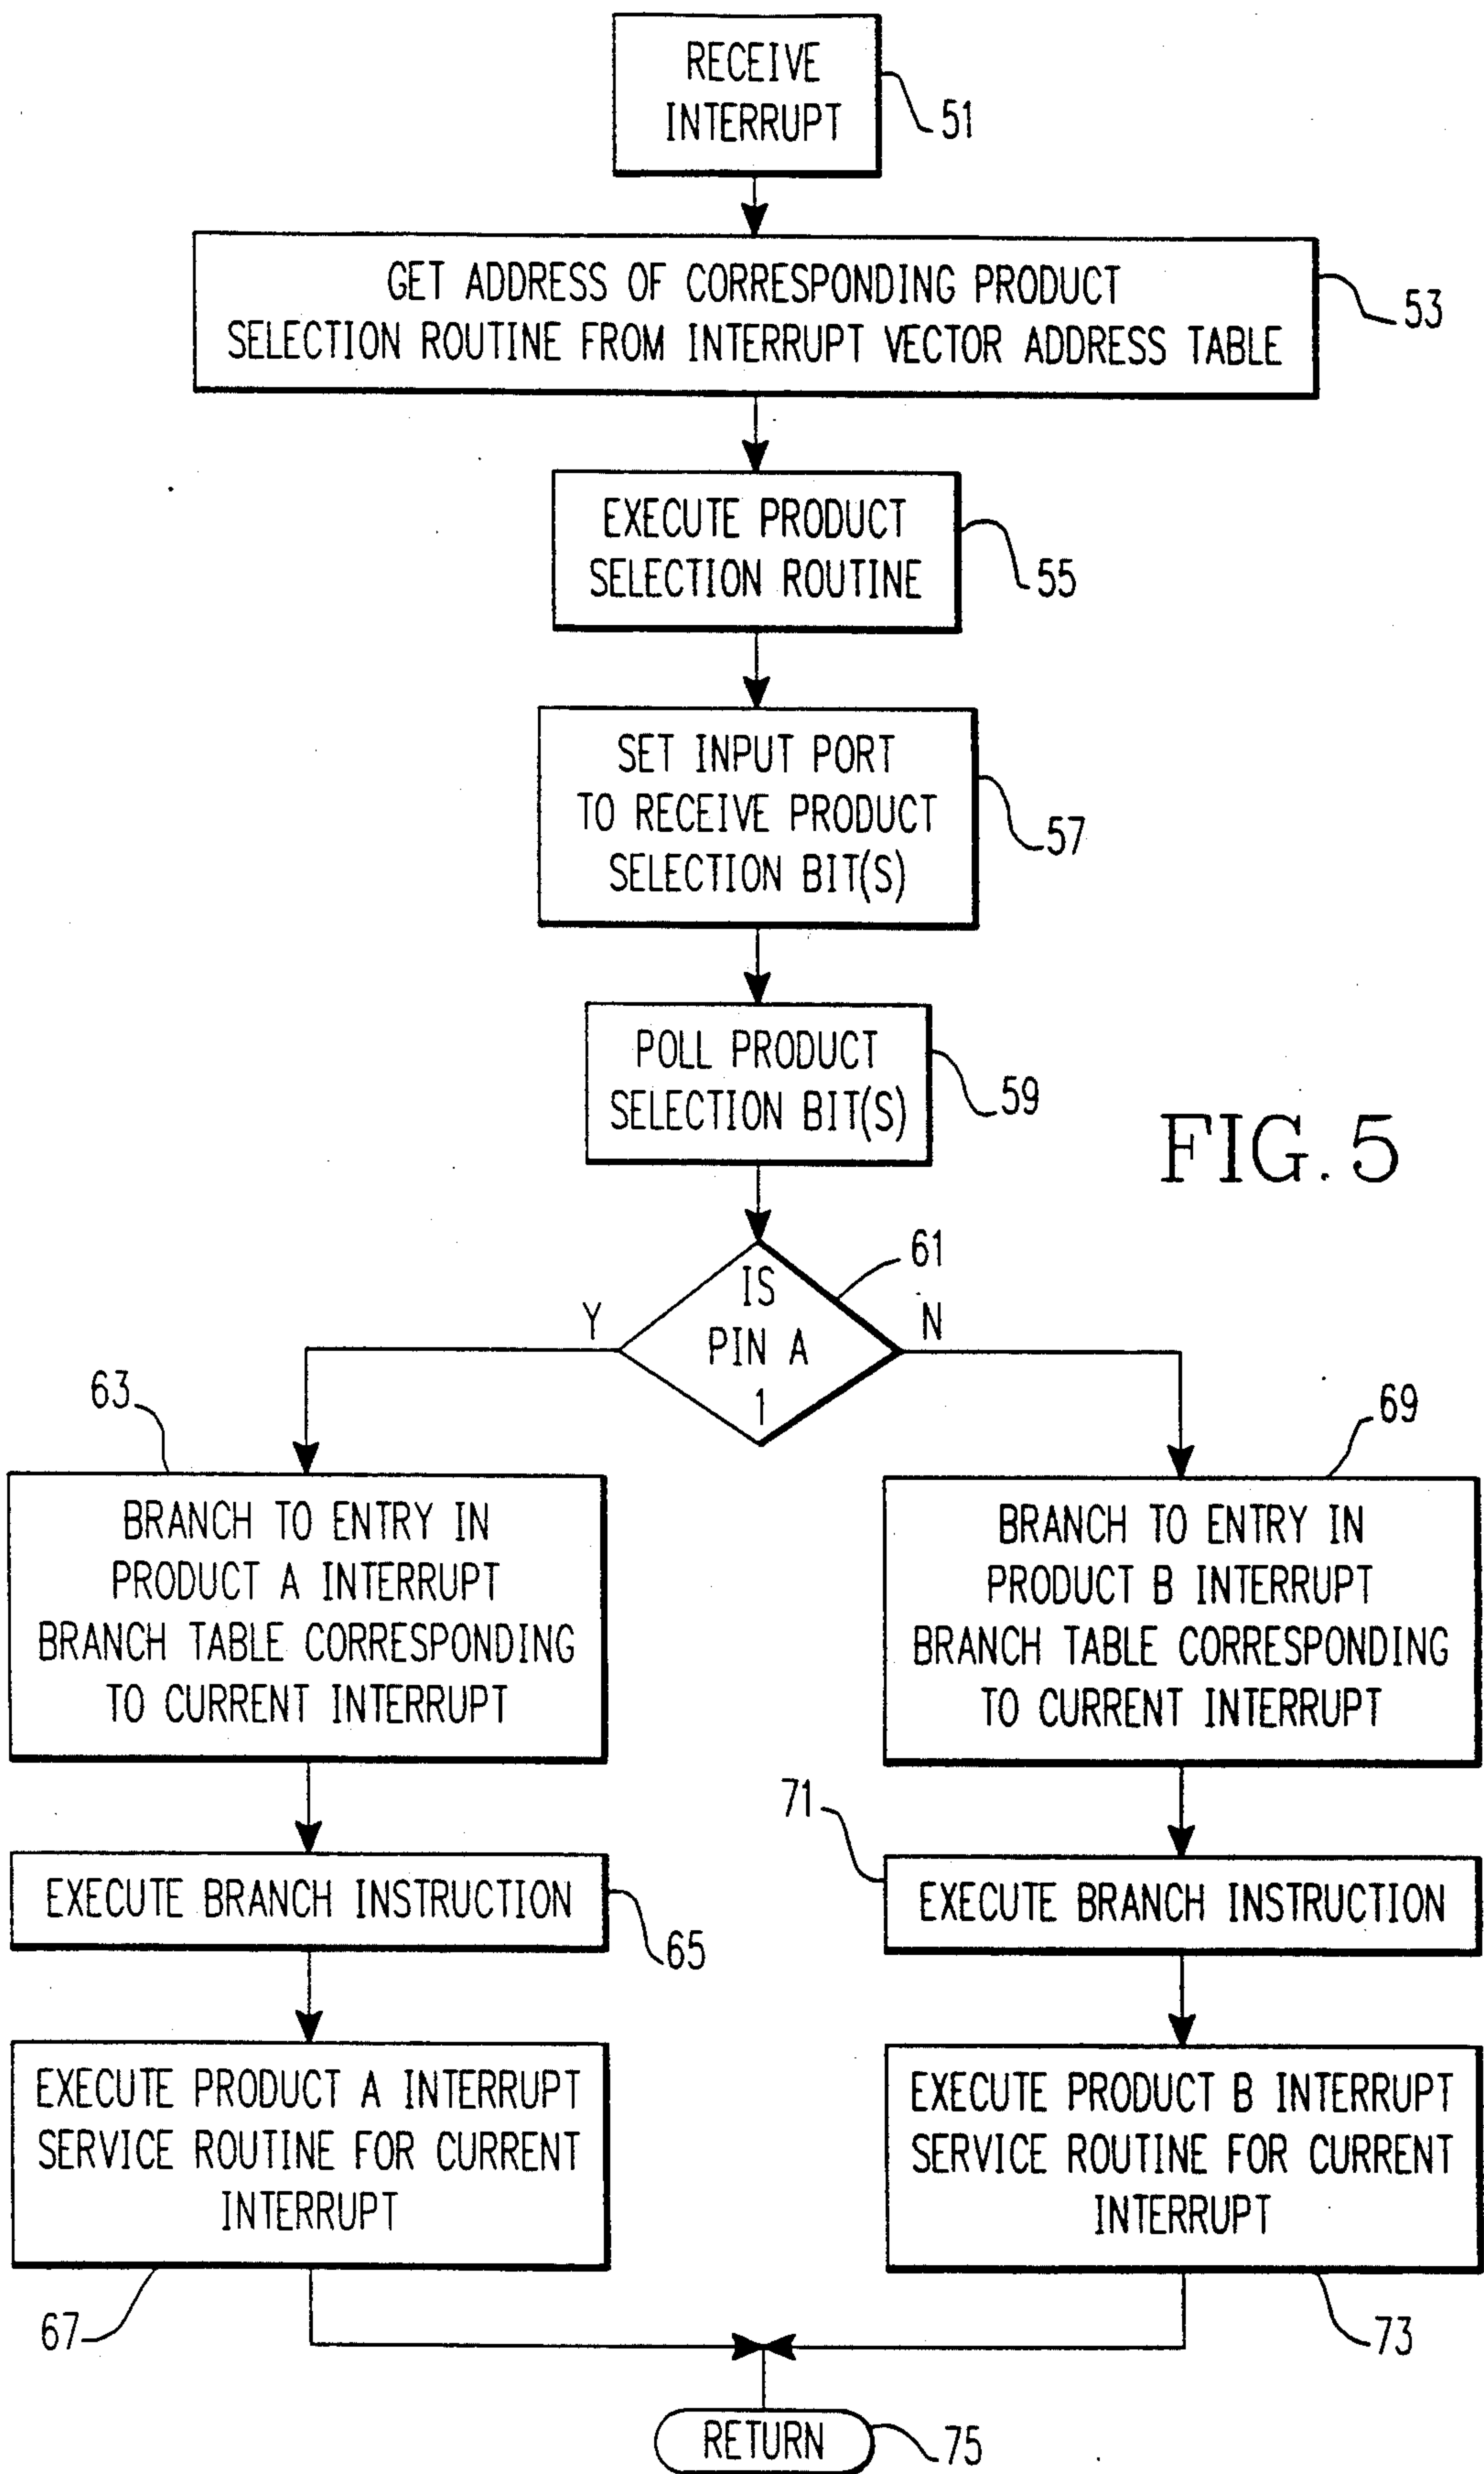 RECEIVE
INTERRUPT
51
GET ADDRESS OF CORRESPONDING PRODUCT
SELECTION ROUTINE FROM INTERRUPT VECTOR ADDRESS TABLE
53
EXECUTE PRODUCT
SELECTION ROUTINE
55
SET INPUT PORT
TO RECEIVE PRODUCT
SELECTION BIT(S)
57
POLL PRODUCT
SELECTION BIT(S)
59
FIG. 5
61
IS
PIN A
1
Y
N
63
BRANCH TO ENTRY IN
PRODUCT A INTERRUPT
BRANCH TABLE CORRESPONDING
TO CURRENT INTERRUPT
69
BRANCH TO ENTRY IN
PRODUCT B INTERRUPT
BRANCH TABLE CORRESPONDING
TO CURRENT INTERRUPT
EXECUTE BRANCH INSTRUCTION
65
71
EXECUTE BRANCH INSTRUCTION
EXECUTE PRODUCT A INTERRUPT
SERVICE ROUTINE FOR CURRENT
INTERRUPT
67
EXECUTE PRODUCT B INTERRUPT
SERVICE ROUTINE FOR CURRENT
INTERRUPT
73
RETURN
75